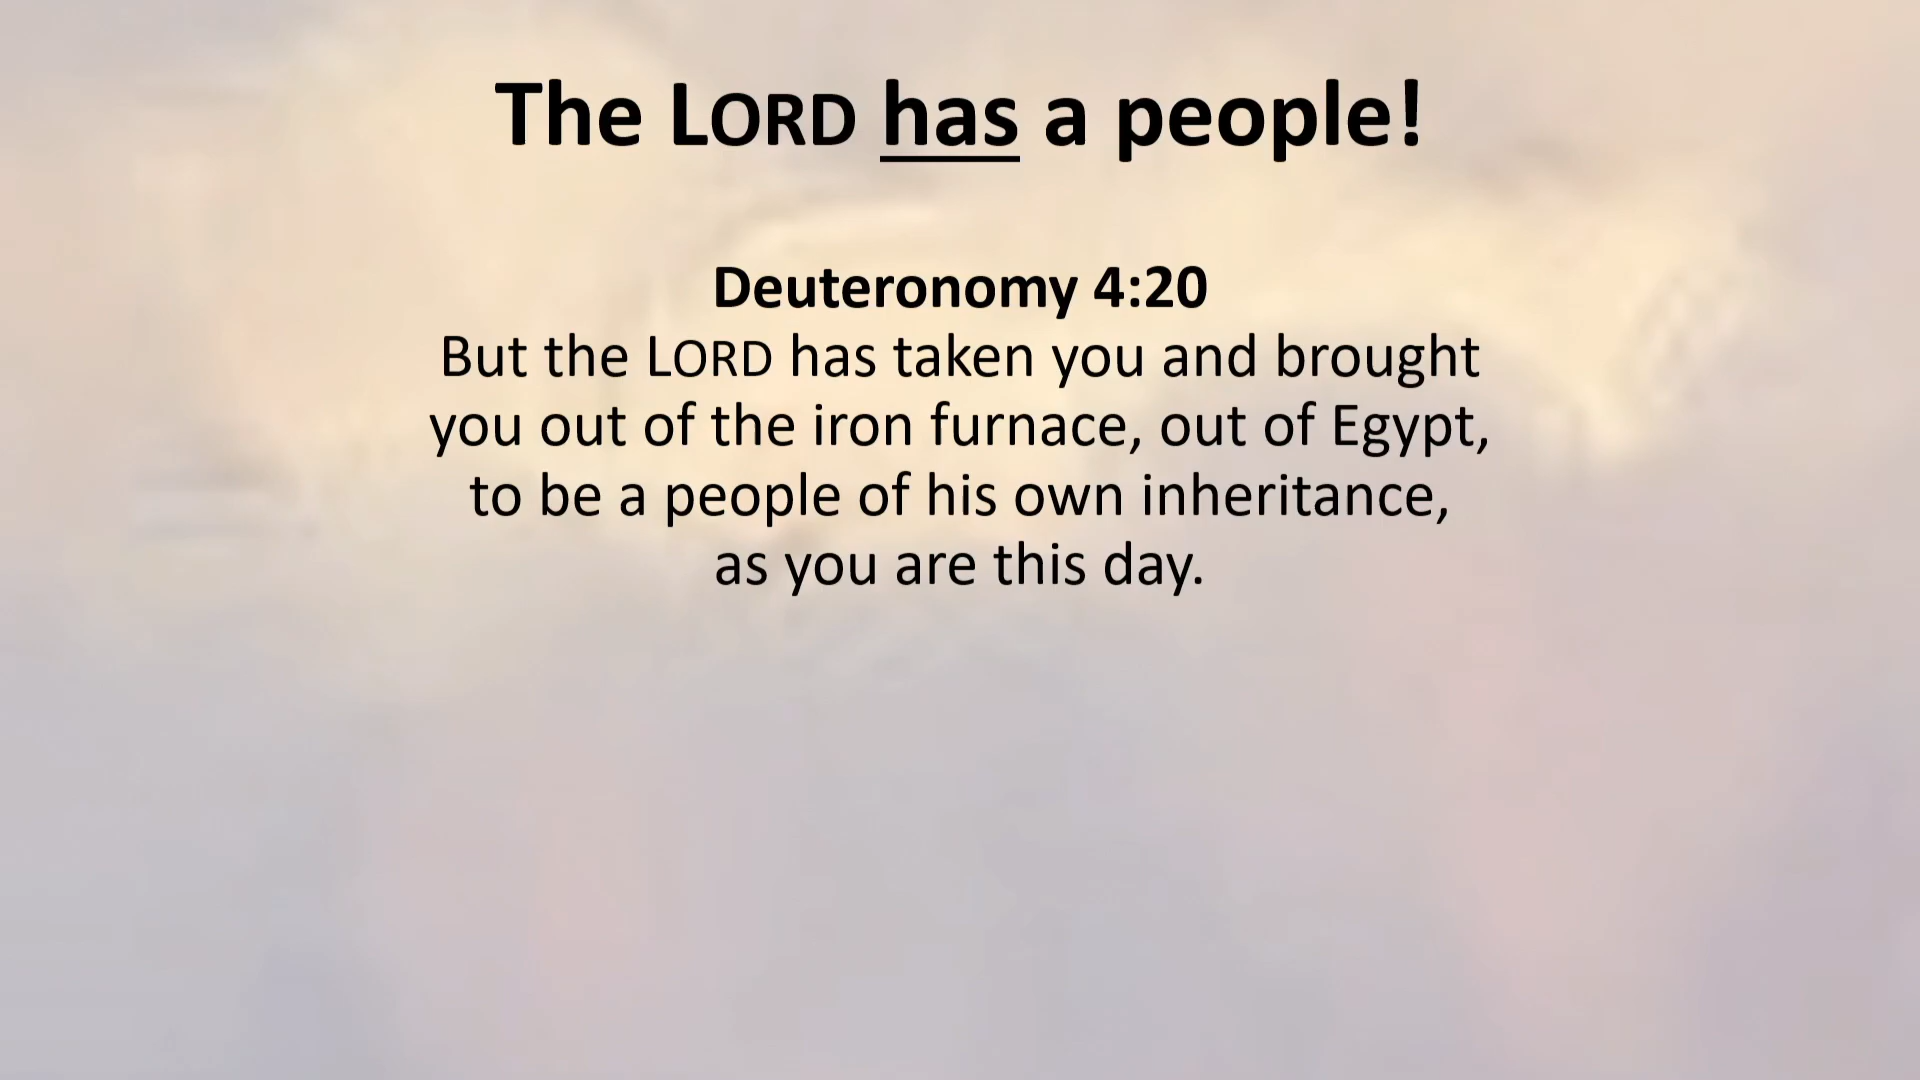 The LORD has a people!
Deuteronomy 4:20
But the LORD has taken you and brought
you out of the iron furnace, out of Egypt,
to be a people of his own inheritance,
as you are this day.